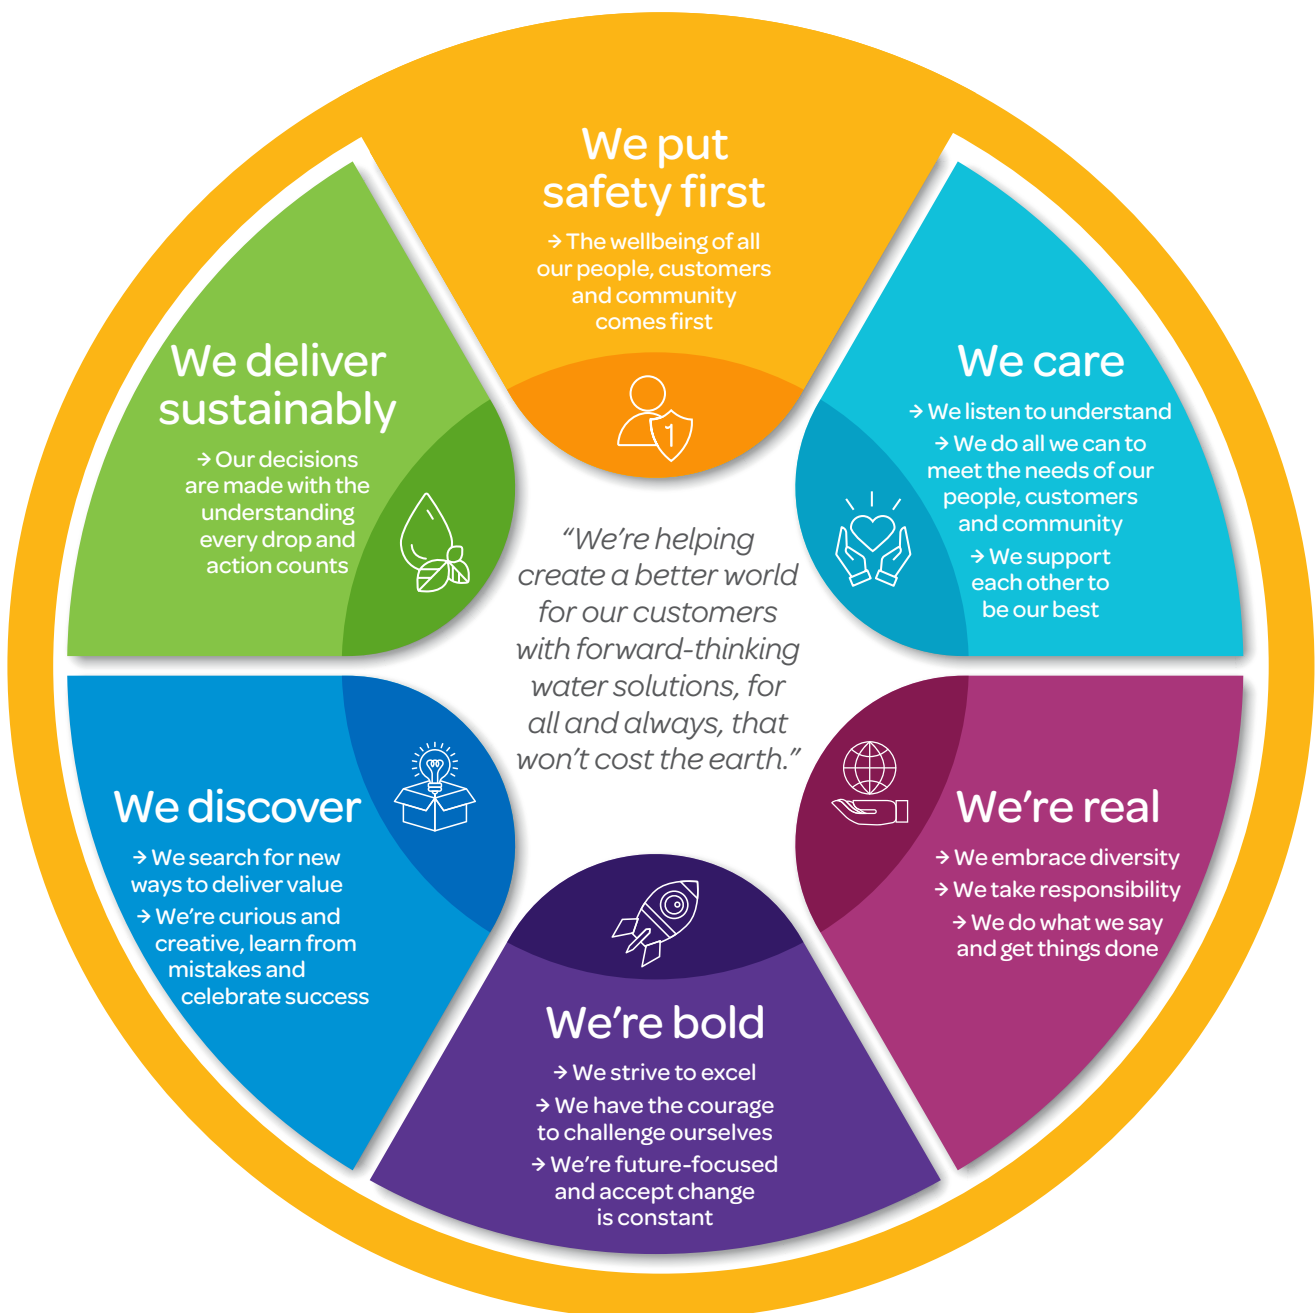 We put
safety first
→ The wellbeing of all
our people, customers
and community
comes first
1
We care
→ We listen to understand
→ We do all we can to
meet the needs of our
people, customers
and community
→ We support
each other to
be our best
We're real
→ We embrace diversity
→ We take responsibility
→ We do what we say
and get things done
We're bold
→ We strive to excel
→ We have the courage
to challenge ourselves
→ We're future-focused
and accept change
is constant
We discover
→ We search for new
ways to deliver value
→ We're curious and
creative, learn from
mistakes and
celebrate success
We deliver
sustainably
→ Our decisions
are made with the
understanding
every drop and
action counts
“We're helping
create a better world
for our customers
with forward-thinking
water solutions, for
all and always, that
won't cost the earth.”